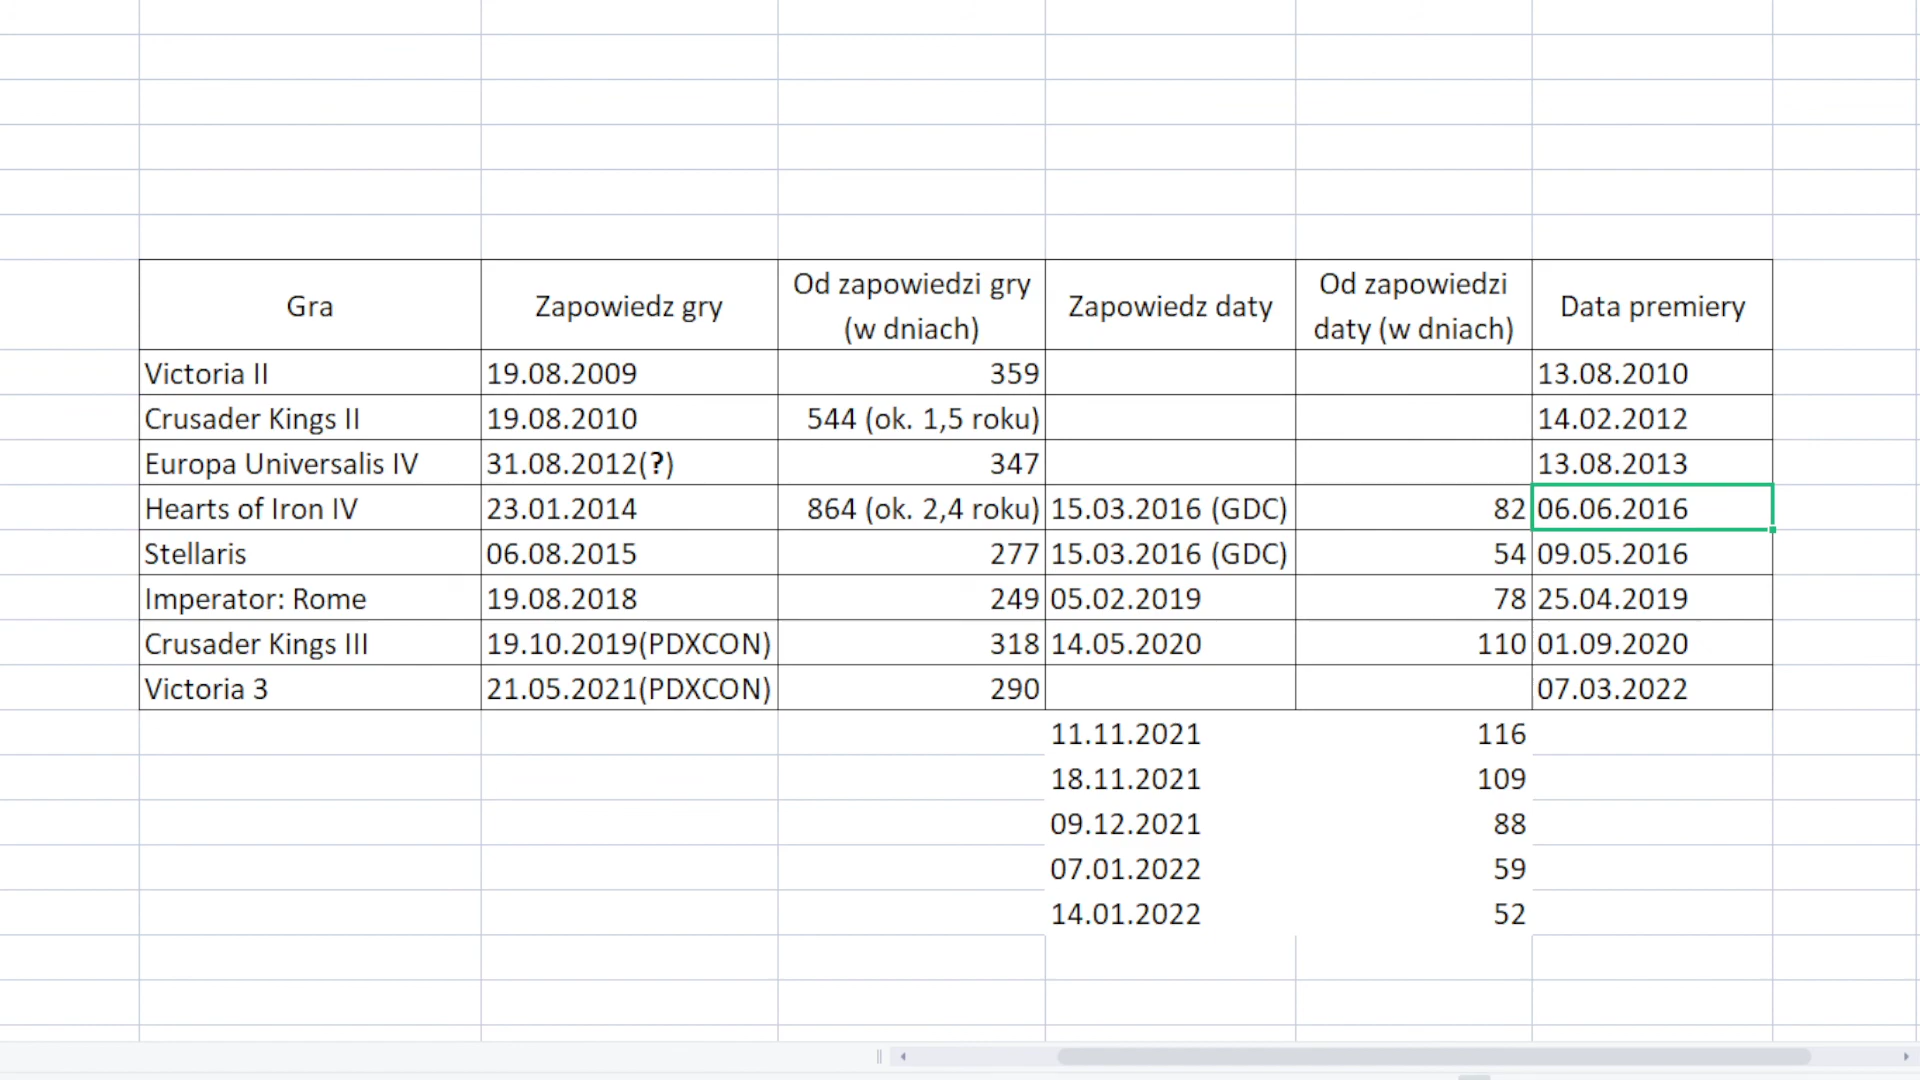 Gra Zapowiedz gry Od zapowiedzi gry (w dniach) Zapowiedz daty Od zapowiedzi daty (w dniach) Data premiery
Victoria II 19.08.2009 359 13.08.2010
Crusader Kings II 19.08.2010 544 (ok. 1,5 roku) 14.02.2012
Europa Universalis IV 31.08.2012(?) 347 13.08.2013
Hearts of Iron IV 23.01.2014 864 (ok. 2,4 roku) 15.03.2016 (GDC) 82 06.06.2016
Stellaris 06.08.2015 277 15.03.2016 (GDC) 54 09.05.2016
Imperator: Rome 19.08.2018 249 05.02.2019 78 25.04.2019
Crusader Kings III 19.10.2019(PDXCON) 318 14.05.2020 110 01.09.2020
Victoria 3 21.05.2021(PDXCON) 290 07.03.2022
11.11.2021 116
18.11.2021 109
09.12.2021 88
07.01.2022 59
14.01.2022 52